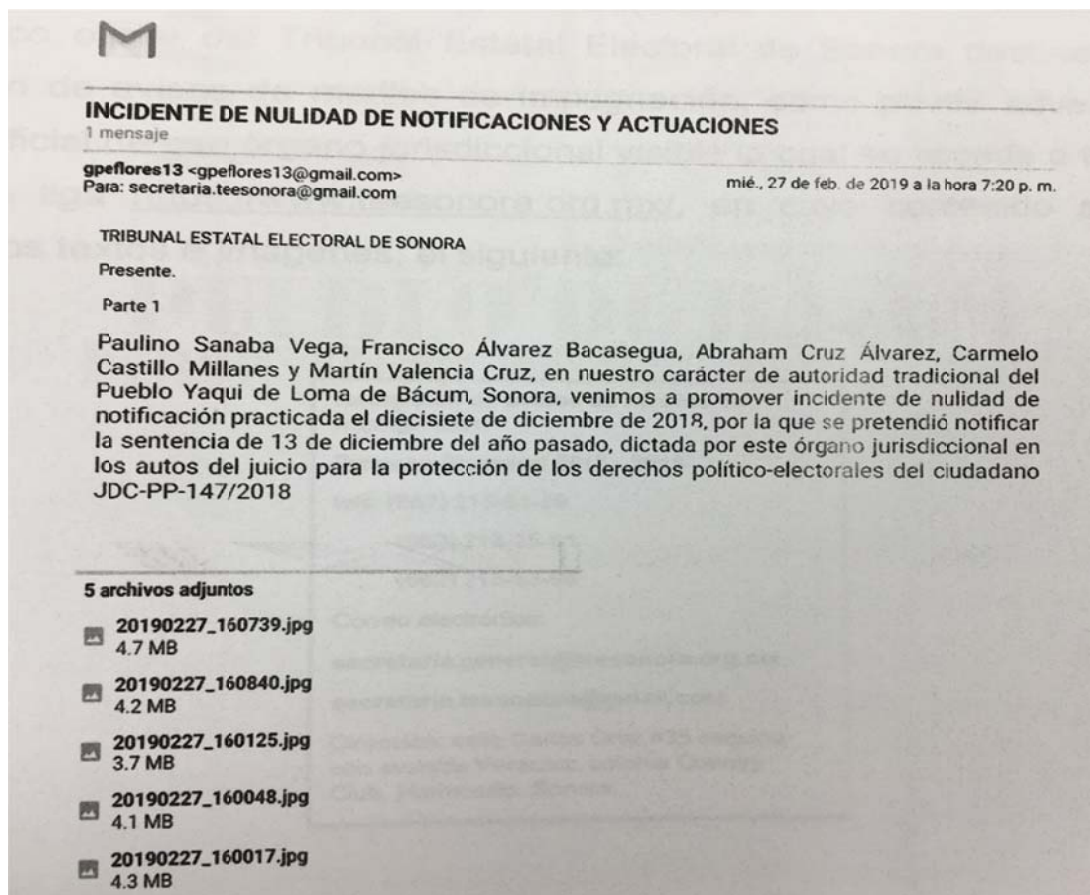 INCIDENTE DE NULIDAD DE NOTIFICACIONES Y ACTUACIONES
1 mensaje
gpeflores13 <gpeflores13@gmail.com>
Para: secretaria.teesonora@gmail.com
mié., 27 de feb. de 2019 a la hora 7:20 p. m.
TRIBUNAL ESTATAL ELECTORAL DE SONORA
Presente.
Parte 1
Paulino Sanaba Vega, Francisco Álvarez Bacasegua, Abraham Cruz Álvarez, Carmelo
Castillo Millanes y Martín Valencia Cruz, en nuestro carácter de autoridad tradicional del
Pueblo Yaqui de Loma de Bácum, Sonora, venimos a promover incidente de nulidad de
notificación practicada el diecisiete de diciembre de 2018, por la que se pretendió notificar
la sentencia de 13 de diciembre del año pasado, dictada por este órgano jurisdiccional en
los autos del juicio para la protección de los derechos político-electorales del ciudadano
JDC-PP-147/2018
5 archivos adjuntos
20190227_160739.jpg
4.7 MB
20190227_160840.jpg
4.2 MB
20190227_160125.jpg
3.7 MB
20190227_160048.jpg
4.1 MB
20190227_160017.jpg
4.3 MB